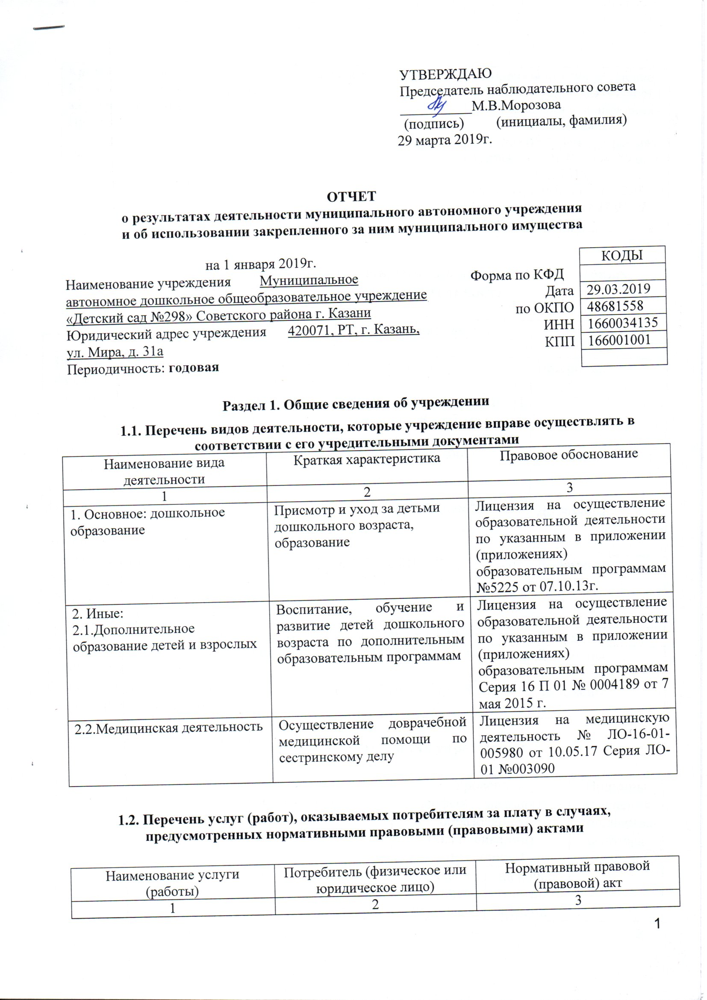 УТВЕРЖДАЮ
Председатель наблюдательного совета
__________М.В.Морозова
(подпись) (инициалы, фамилия)
29 марта 2019г.
ОТЧЕТ
о результатах деятельности муниципального автономного учреждения
и об использовании закрепленного за ним муниципального имущества
КОДЫ
на 1 января 2019г.
Форма по КФД
Наименование учреждения Муниципальное
Дата 29.03.2019
автономное дошкольное общеобразовательное учреждение
по ОКПО 48681558
«Детский сад №298» Советского района г. Казани
ИНН 1660034135
Юридический адрес учреждения 420071, РТ, г. Казань,
КПП 166001001
ул. Мира, д. 31а
Периодичность: годовая
Раздел 1. Общие сведения об учреждении
1.1. Перечень видов деятельности, которые учреждение вправе осуществлять в
соответствии с его учредительными документами
Наименование вида
деятельности
Краткая характеристика
Правовое обоснование
1
2
3
1. Основное: дошкольное
образование
Присмотр и уход за детьми
дошкольного возраста,
образование
Лицензия на осуществление
образовательной деятельности
по указанным в приложении
(приложениях)
образовательным программам
№5225 от 07.10.13г.
2. Иные:
2.1.Дополнительное
образование детей и взрослых
Воспитание, обучение и
развитие детей дошкольного
возраста по дополнительным
образовательным программам
Лицензия на осуществление
образовательной деятельности
по указанным в приложении
(приложениях)
образовательным программам
Серия 16 П 01 № 0004189 от 7
мая 2015 г.
2.2.Медицинская деятельность
Осуществление доврачебной
медицинской помощи по
сестринскому делу
Лицензия на медицинскую
деятельность № ЛО-16-01-
005980 от 10.05.17 Серия ЛО-
01 №003090
1.2. Перечень услуг (работ), оказываемых потребителям за плату в случаях,
предусмотренных нормативными правовыми (правовыми) актами
Наименование услуги
(работы)
Потребитель (физическое или
юридическое лицо)
Нормативный правовой
(правовой) акт
1
2
3
1